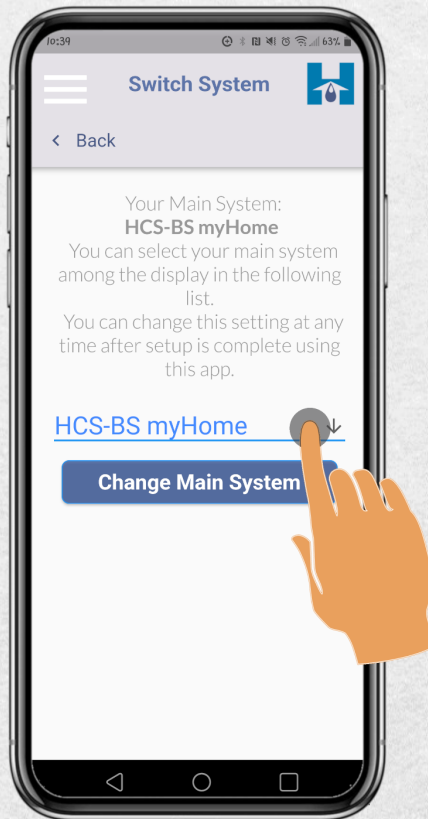 10:39
63%
Switch System
Back
Your Main System:
HCS-BS myHome
You can select your main system
among the display in the following
list.
You can change this setting at any
time after setup is complete using
this app.
HCS-BS myHome
Change Main System